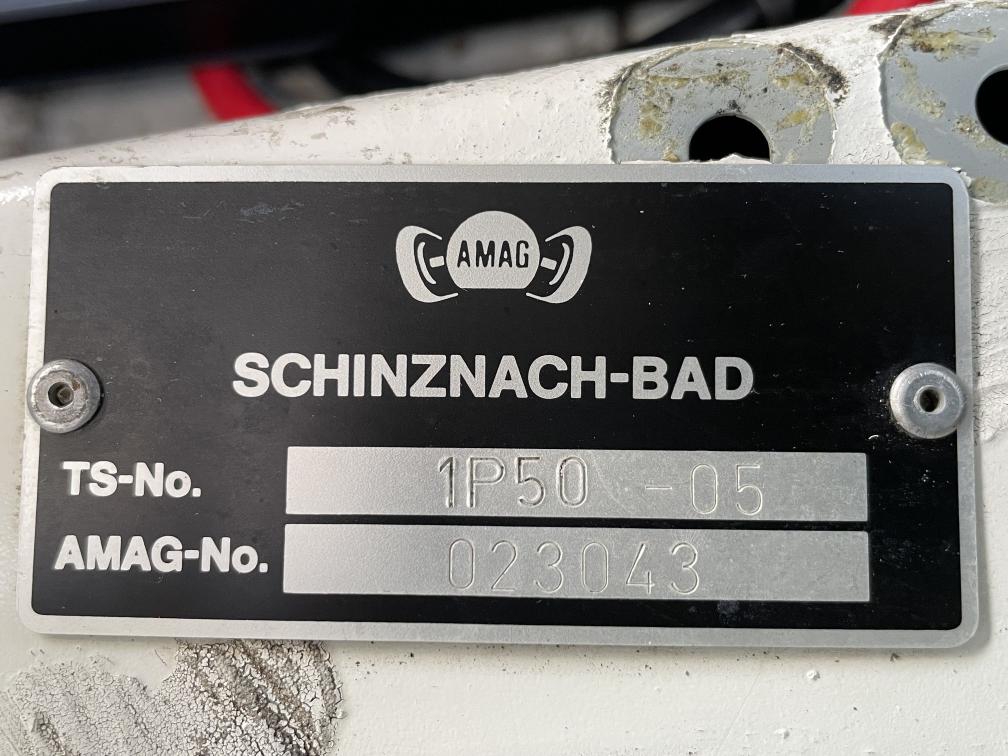 AMAG
SCHINZNACH-BAD
TS-No. 1P50 -05
AMAG-No. 023043